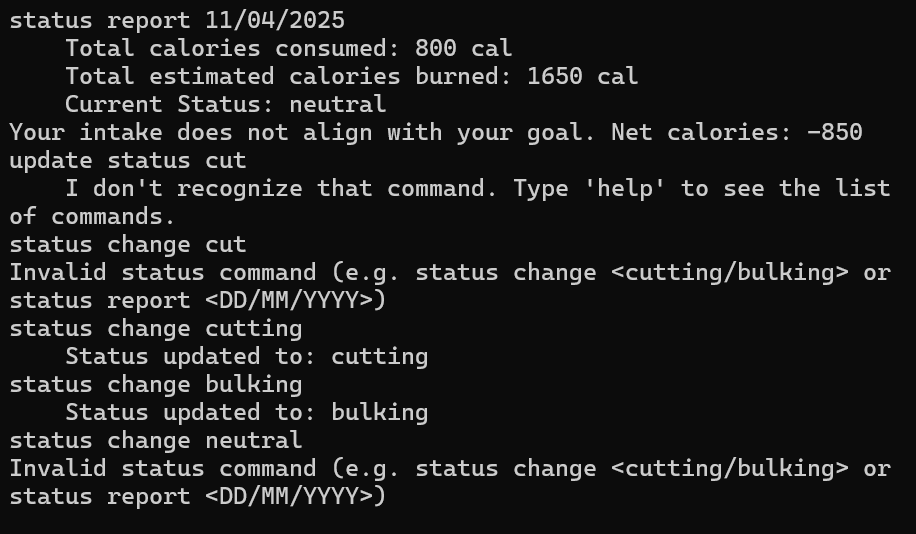 status report 11/04/2025
    Total calories consumed: 800 cal
    Total estimated calories burned: 1650 cal
    Current Status: neutral
Your intake does not align with your goal. Net calories: -850
update status cut
    I don't recognize that command. Type 'help' to see the list
of commands.
status change cut
Invalid status command (e.g. status change <cutting/bulking> or
status report <DD/MM/YYYY>)
status change cutting
    Status updated to: cutting
status change bulking
    Status updated to: bulking
status change neutral
Invalid status command (e.g. status change <cutting/bulking> or
status report <DD/MM/YYYY>)